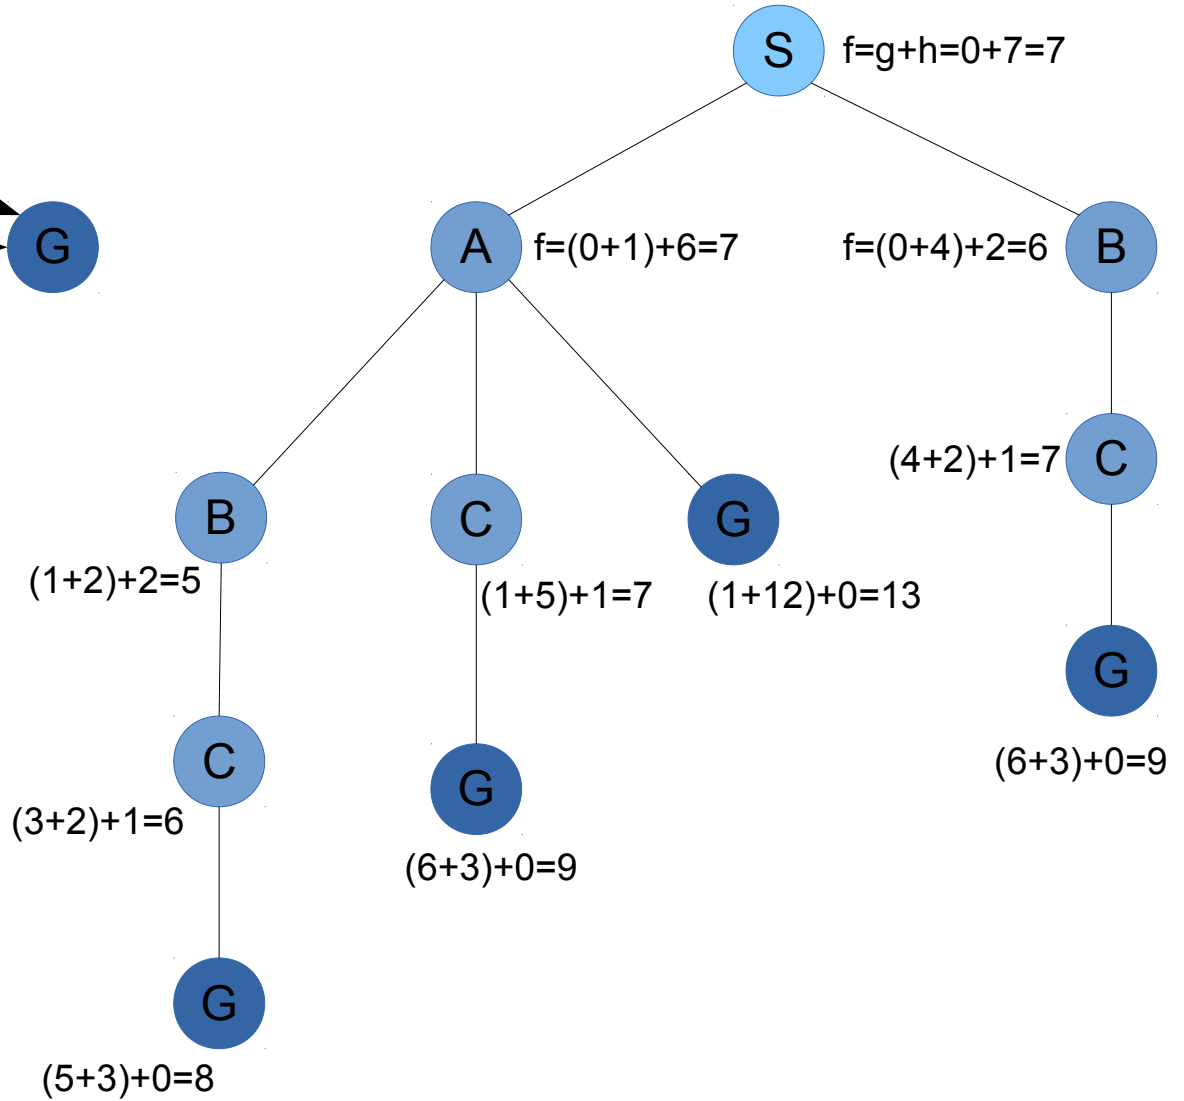 S f=g+h=0+7=7
G
A f=(0+1)+6=7 f=(0+4)+2=6 B
(4+2)+1=7 C
B C G
(1+2)+2=5 (1+5)+1=7 (1+12)+0=13
G
C G (6+3)+0=9
(3+2)+1=6 (6+3)+0=9
G
(5+3)+0=8